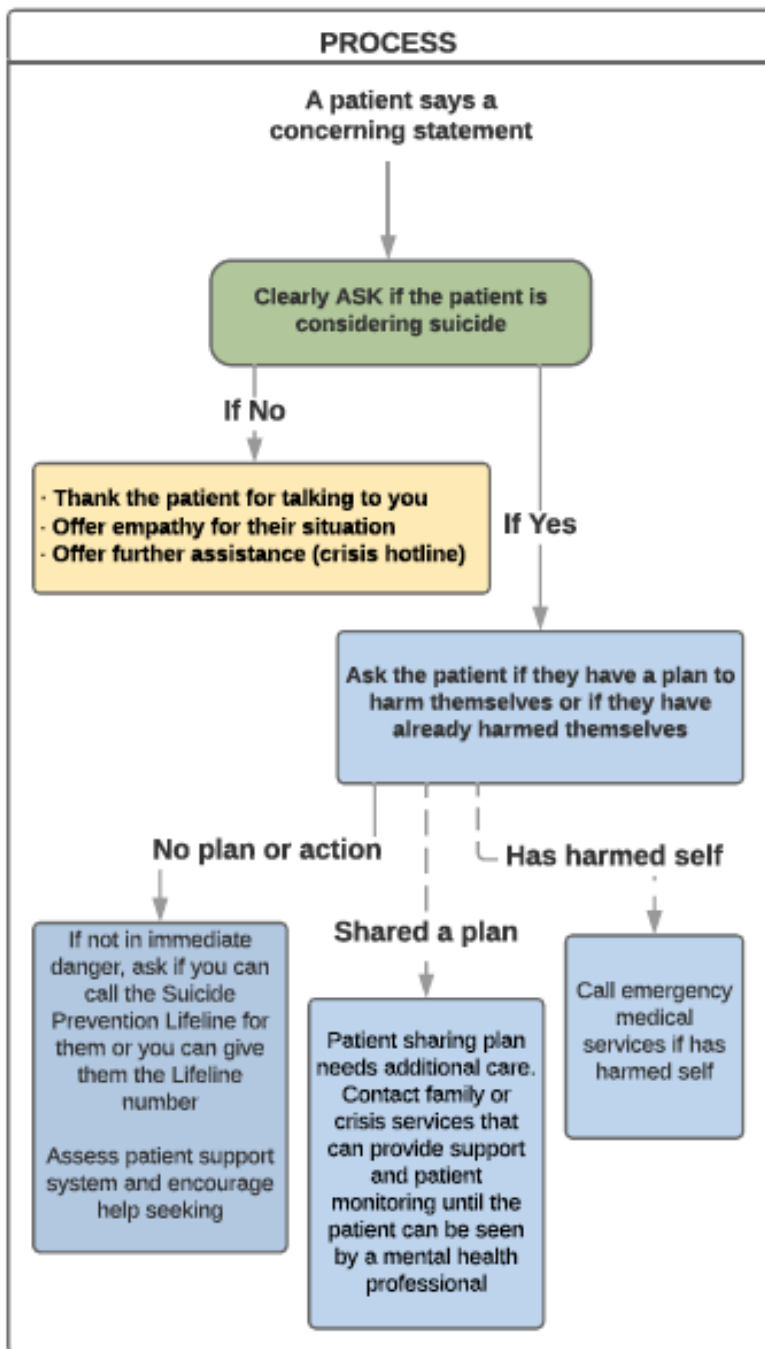 PROCESS
A patient says a
concerning statement
Clearly ASK if the patient is
considering suicide
If No
· Thank the patient for talking to you
· Offer empathy for their situation
· Offer further assistance (crisis hotline)
If Yes
Ask the patient if they have a plan to
harm themselves or if they have
already harmed themselves
No plan or action
If not in immediate
danger, ask if you can
call the Suicide
Prevention Lifeline for
them or you can give
them the Lifeline
number
Assess patient support
system and encourage
help seeking
Shared a plan
Patient sharing plan
needs additional care.
Contact family or
crisis services that
can provide support
and patient
monitoring until the
patient can be seen
by a mental health
professional
Has harmed self
Call emergency
medical
services if has
harmed self